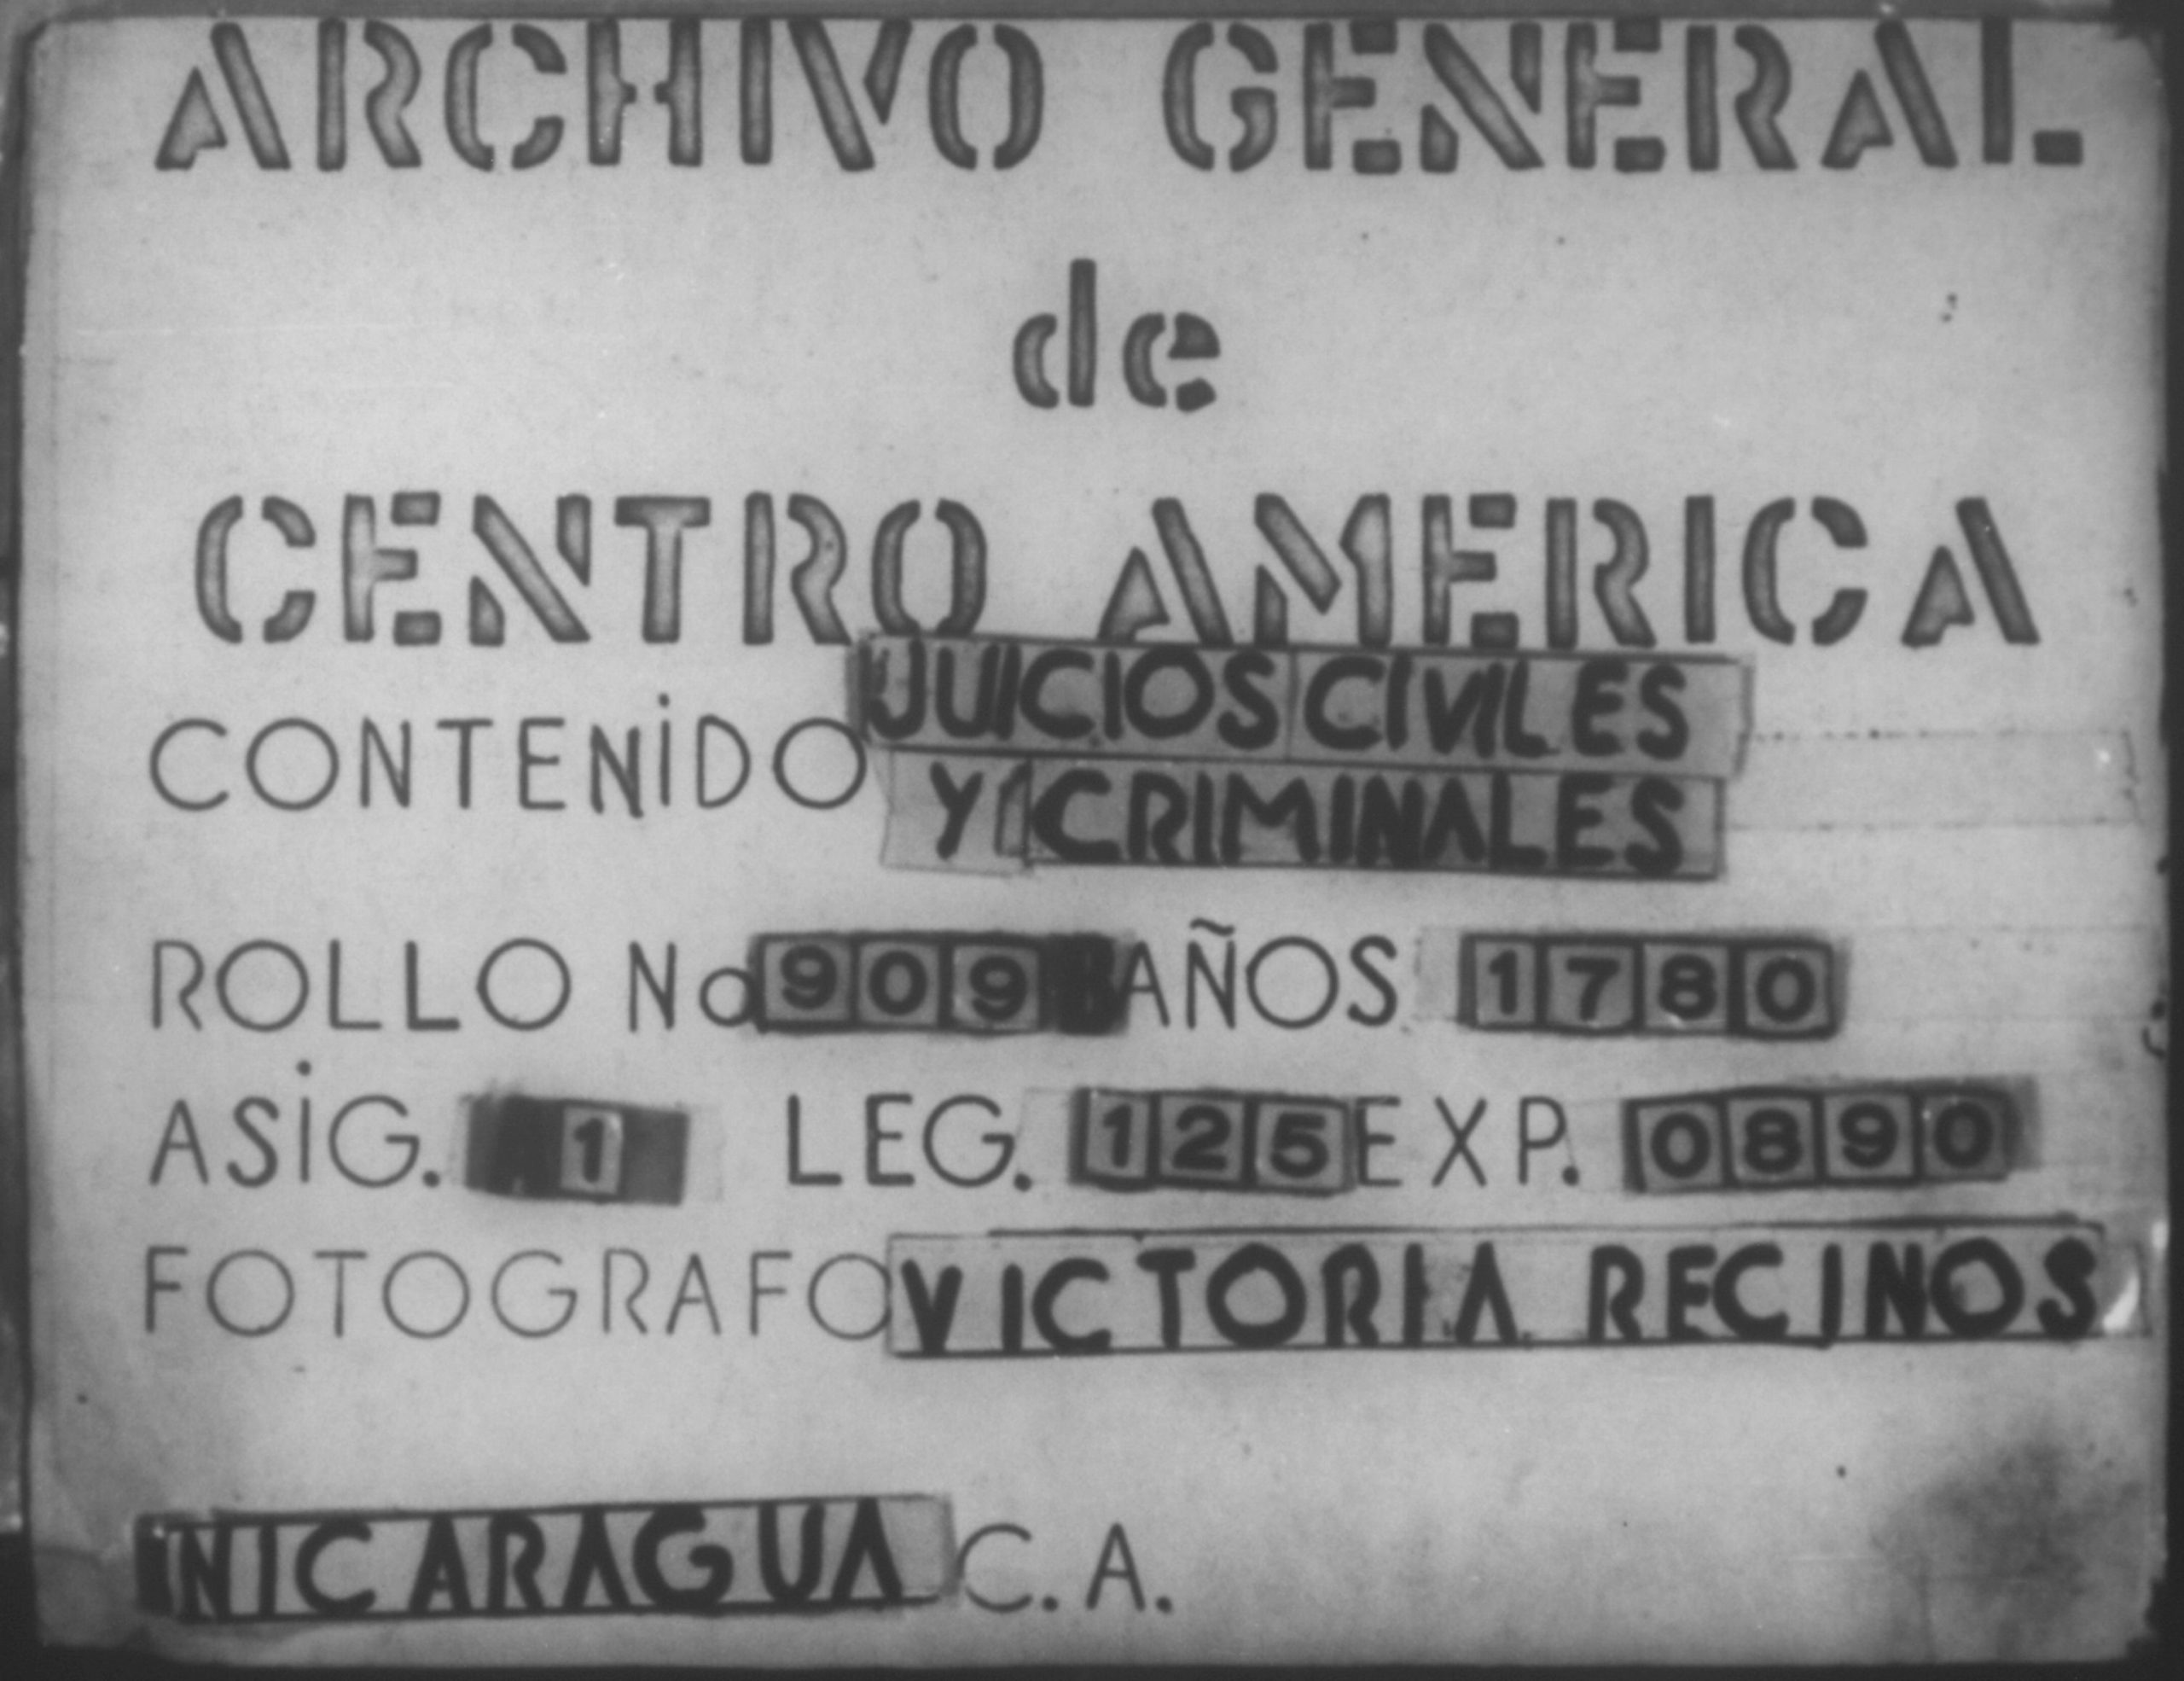 ARCHIVO GENERAL
de
CENTRO AMERICA
CONTENIDO JUICIOS CIVILES
Y CRIMINALES
ROLLO No 909 AÑOS 1780
ASIG. 1 LEG. 125 EXP. 0890
FOTOGRAFO VICTORIA RECINOS
NICARAGUA C.A.